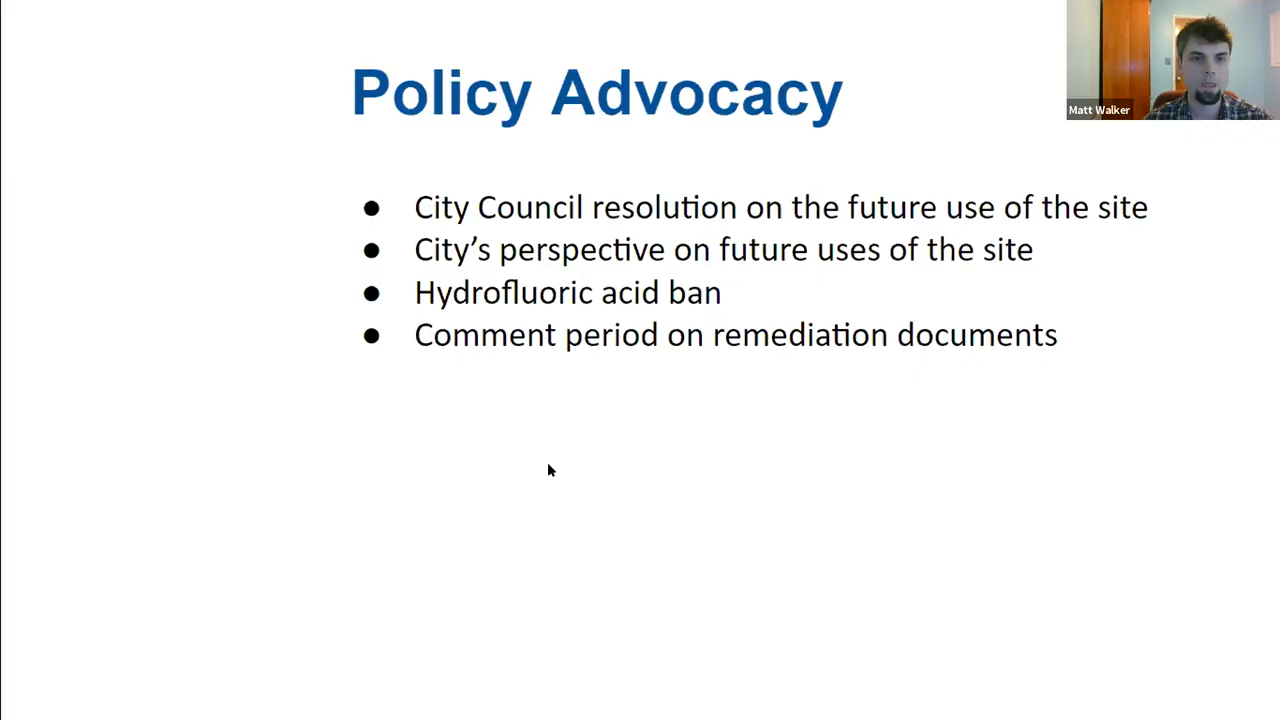 Policy Advocacy
Matt Walker
● City Council resolution on the future use of the site
● City’s perspective on future uses of the site
● Hydrofluoric acid ban
● Comment period on remediation documents